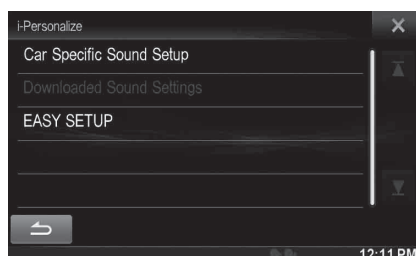 i-Personalize
Car Specific Sound Setup
Downloaded Sound Settings
EASY SETUP
12:11 PM